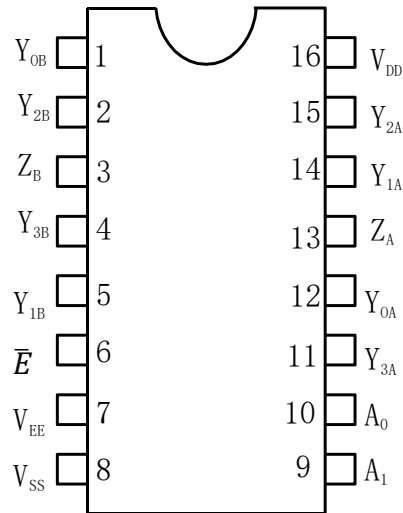 Y0B 1 16 VDD
Y2B 2 15 Y2A
ZB 3 14 Y1A
Y3B 4 13 ZA
Y1B 5 12 Y0A
Ē 6 11 Y3A
VEE 7 10 A0
VSS 8 9 A1